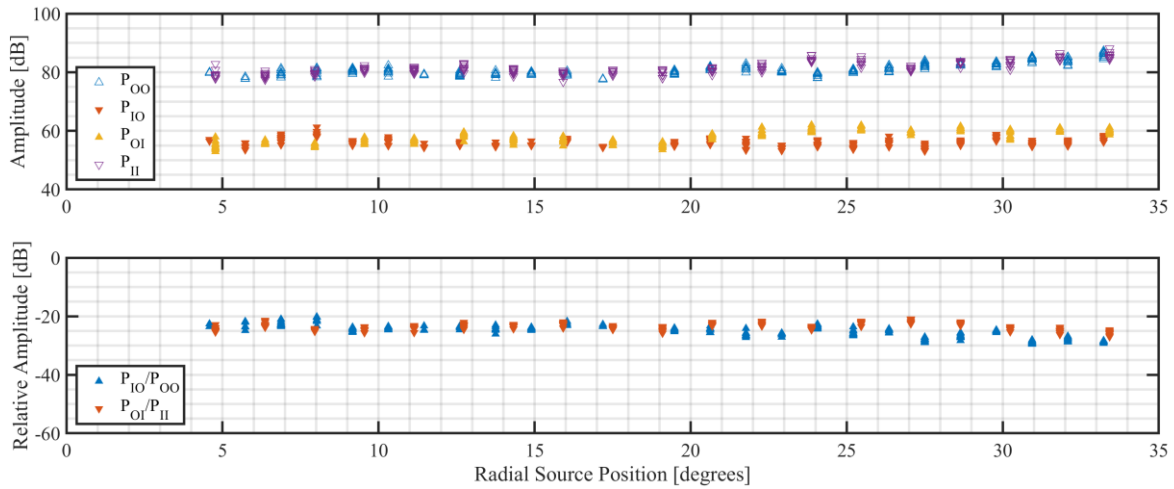 Amplitude [dB]
100
80
60
40
P_OO
P_IO
P_OI
P_II
0 5 10 15 20 25 30 35
Relative Amplitude [dB]
0
-20
-40
-60
P_IO/P_OO
P_OI/P_II
0 5 10 15 20 25 30 35
Radial Source Position [degrees]